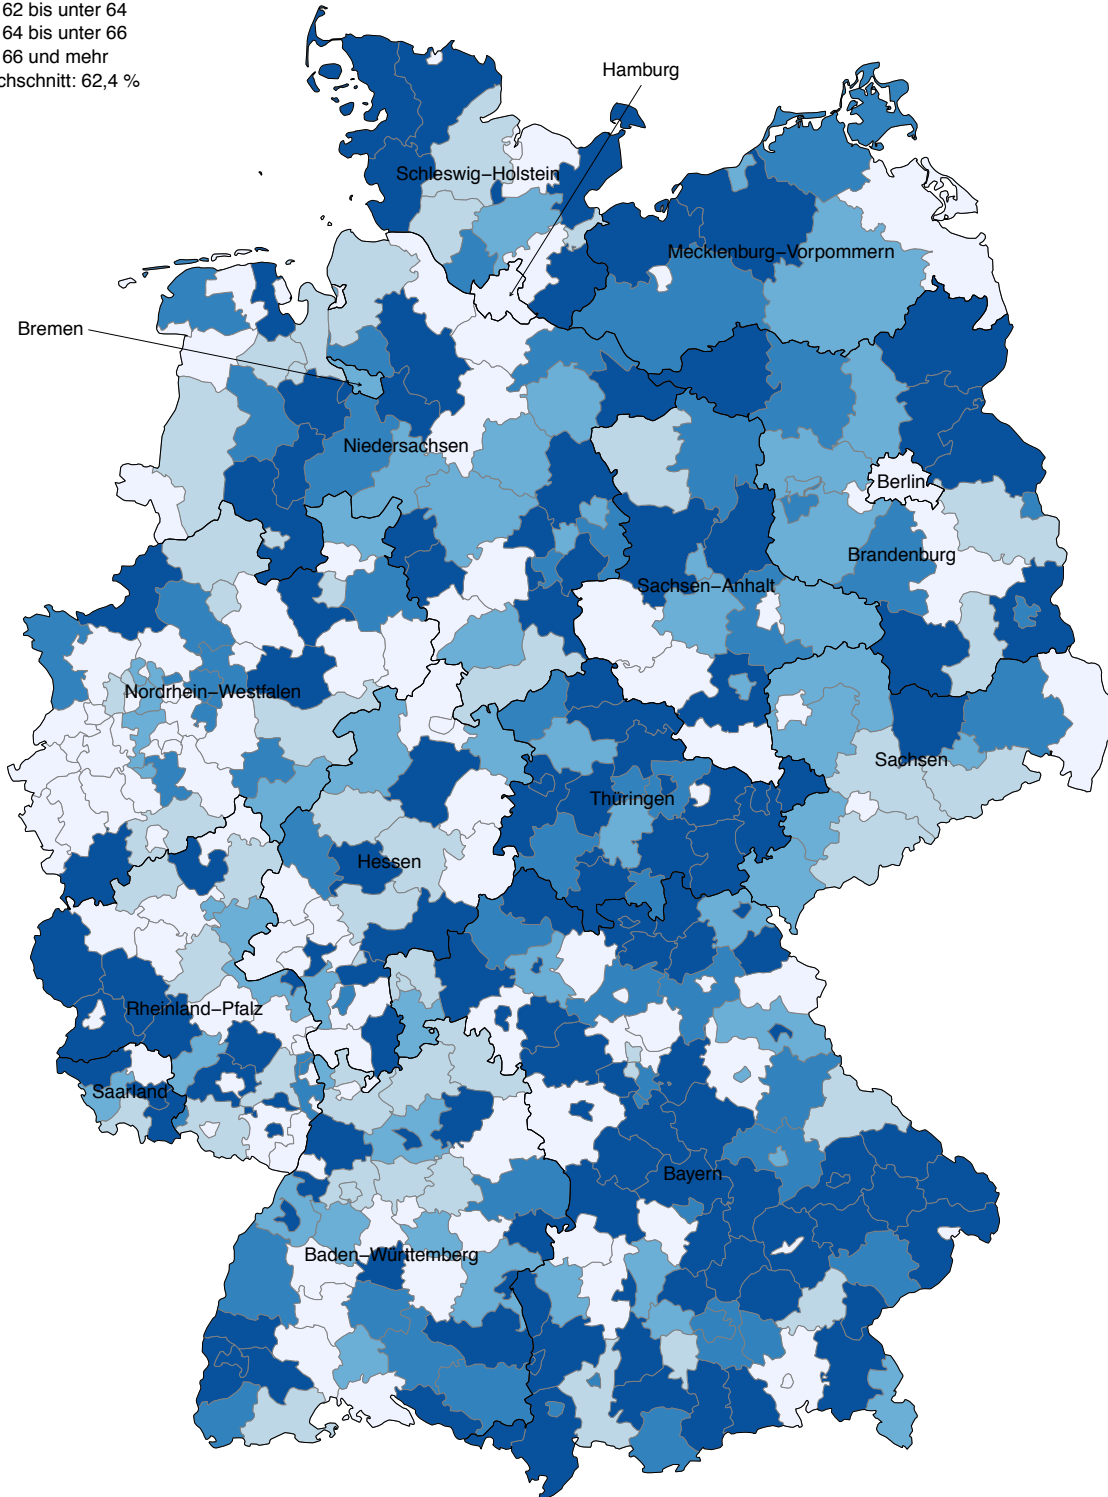 62 bis unter 64
64 bis unter 66
66 und mehr
chschnitt: 62,4 %
Hamburg
Schleswig–Holstein
Mecklenburg–Vorpommern
Bremen
Niedersachsen
Berlin
Brandenburg
Sachsen–Anhalt
Nordrhein–Westfalen
Sachsen
Thüringen
Hessen
Rheinland–Pfalz
Saarland
Bayern
Baden–Württemberg